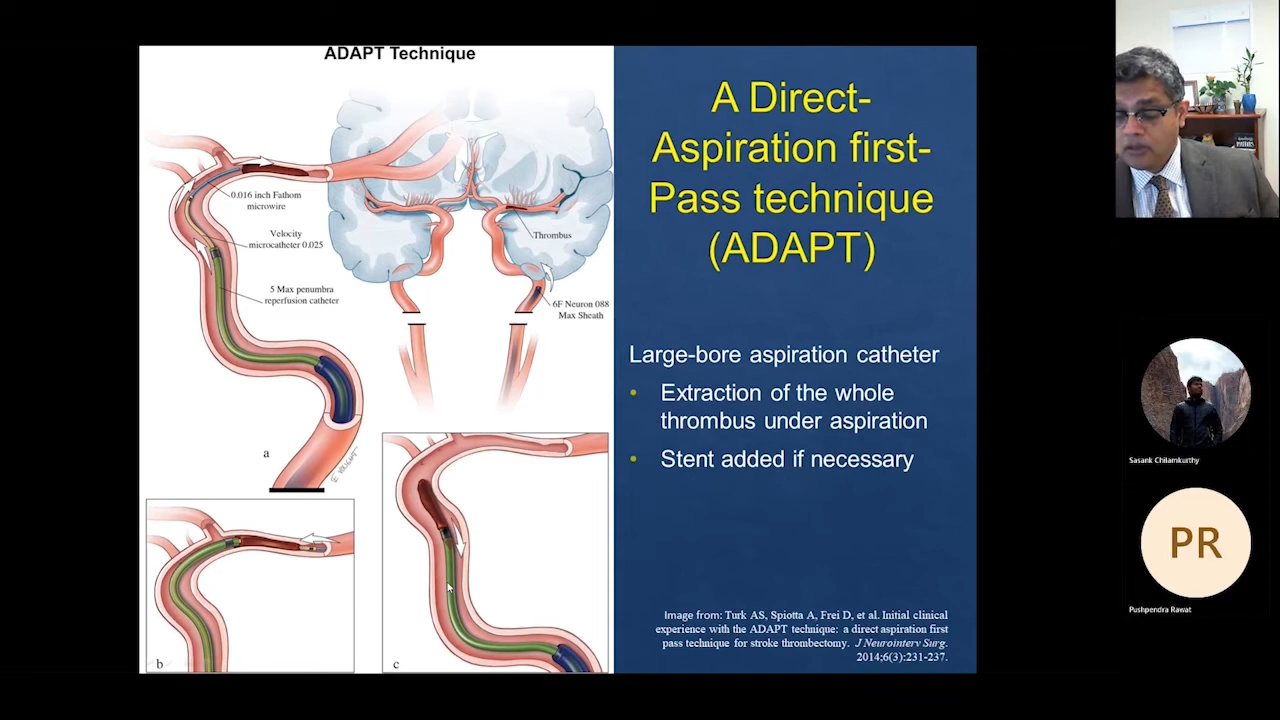 ADAPT Technique
0.016 inch Fathom
microwire
Velocity
microcatheter 0.025
5 Max penumbra
reperfusion catheter
Thrombus
6F Neuron 088
Max Sheath
a
b
c
A Direct-
Aspiration first-
Pass technique
(ADAPT)
Large-bore aspiration catheter
• Extraction of the whole
thrombus under aspiration
• Stent added if necessary
Image from: Turk AS, Spiotta A, Frei D, et al. Initial clinical
experience with the ADAPT technique: a direct aspiration first
pass technique for stroke thrombectomy. J Neurointerv Surg.
2014;6(3):231-237.
Sasank Chilamkurthy
PR
Pushpendra Rawat